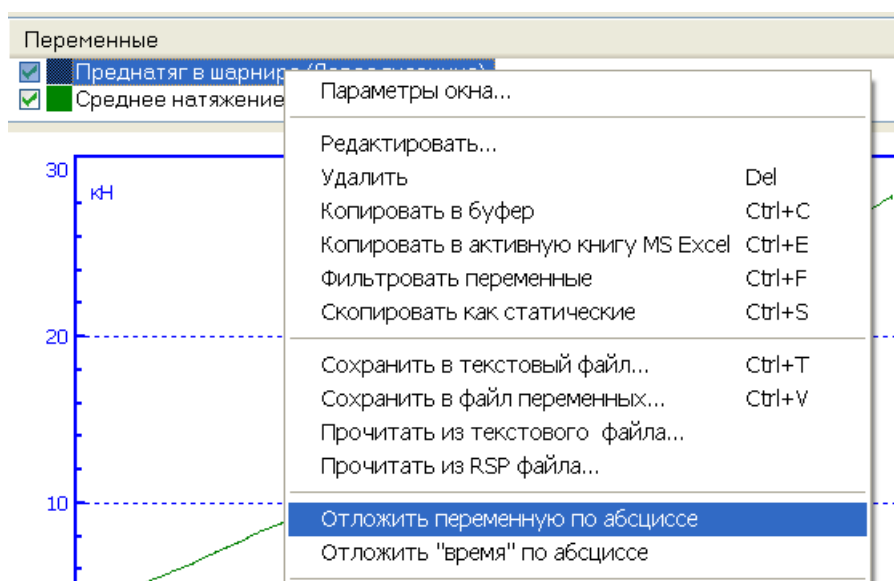 Переменные
Преднатяг в шарнир
Среднее натяжение
Параметры окна...
Редактировать...
Удалить Del
Копировать в буфер Ctrl+C
Копировать в активную книгу MS Excel Ctrl+E
Фильтровать переменные Ctrl+F
Скопировать как статические Ctrl+S
Сохранить в текстовый файл... Ctrl+T
Сохранить в файл переменных... Ctrl+V
Прочитать из текстового файла...
Прочитать из RSP файла...
Отложить переменную по абсциссе
Отложить "время" по абсциссе
30
кН
20
10